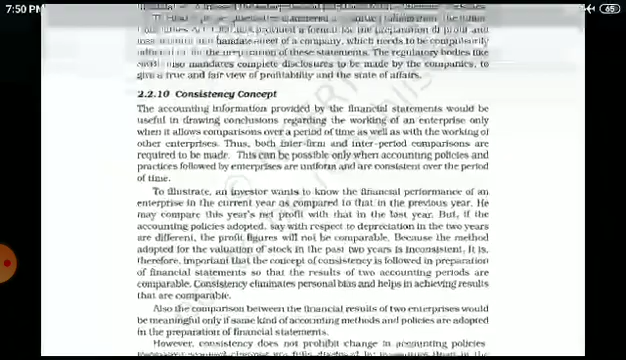 7:50 PM
65
provided a format for the preparation of profit and
balance sheet of a company, which needs to be compulsorily
the preparation of these statements. The regulatory bodies like
also mandates complete disclosures to be made by the companies, to
give a true and fair view of profitability and the state of affairs.
2.2.10 Consistency Concept
The accounting information provided by the financial statements would be
useful in drawing conclusions regarding the working of an enterprise only
when it allows comparisons over a period of time as well as with the working of
other enterprises. Thus, both inter-firm and inter-period comparisons are
required to be made. This can be possible only when accounting policies and
practices followed by enterprises are uniform and are consistent over the period
of time.
To illustrate, an investor wants to know the financial performance of an
enterprise in the current year as compared to that in the previous year. He
may compare this year's net profit with that in the last year. But, if the
accounting policies adopted, say with respect to depreciation in the two years
are different, the profit figures will not be comparable. Because the method
adopted for the valuation of stock in the past two years is inconsistent. It is,
therefore, important that the concept of consistency is followed in preparation
of financial statements so that the results of two accounting periods are
comparable. Consistency eliminates personal bias and helps in achieving results
that are comparable.
Also the comparison between the financial results of two enterprises would
be meaningful only if same kind of accounting methods and policies are adopted
in the preparation of financial statements.
However, consistency does not prohibit change in accounting policies.